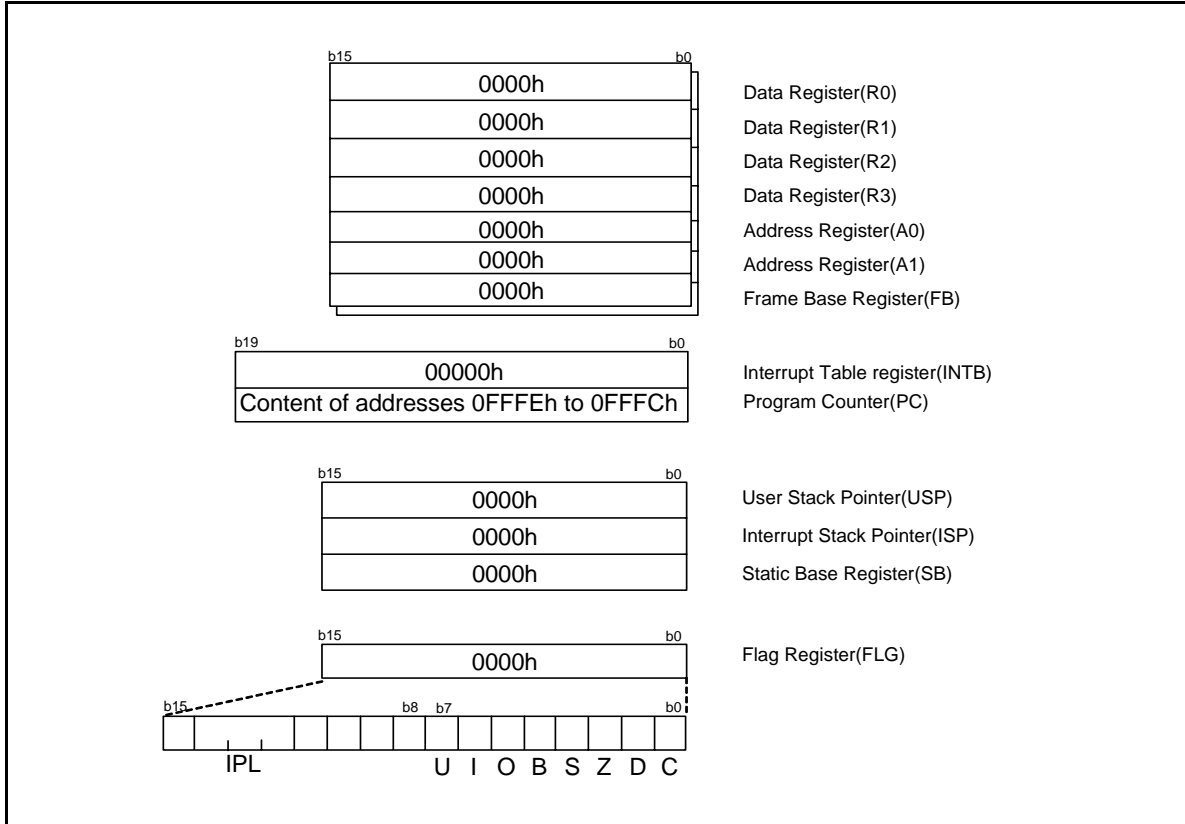 b15 b0
0000h Data Register(R0)
0000h Data Register(R1)
0000h Data Register(R2)
0000h Data Register(R3)
0000h Address Register(A0)
0000h Address Register(A1)
0000h Frame Base Register(FB)
b19 b0
00000h Interrupt Table register(INTB)
Content of addresses 0FFFEh to 0FFFCh Program Counter(PC)
b15 b0
0000h User Stack Pointer(USP)
0000h Interrupt Stack Pointer(ISP)
0000h Static Base Register(SB)
b15 b0
0000h Flag Register(FLG)
b15 b8 b7 b0
IPL U I O B S Z D C